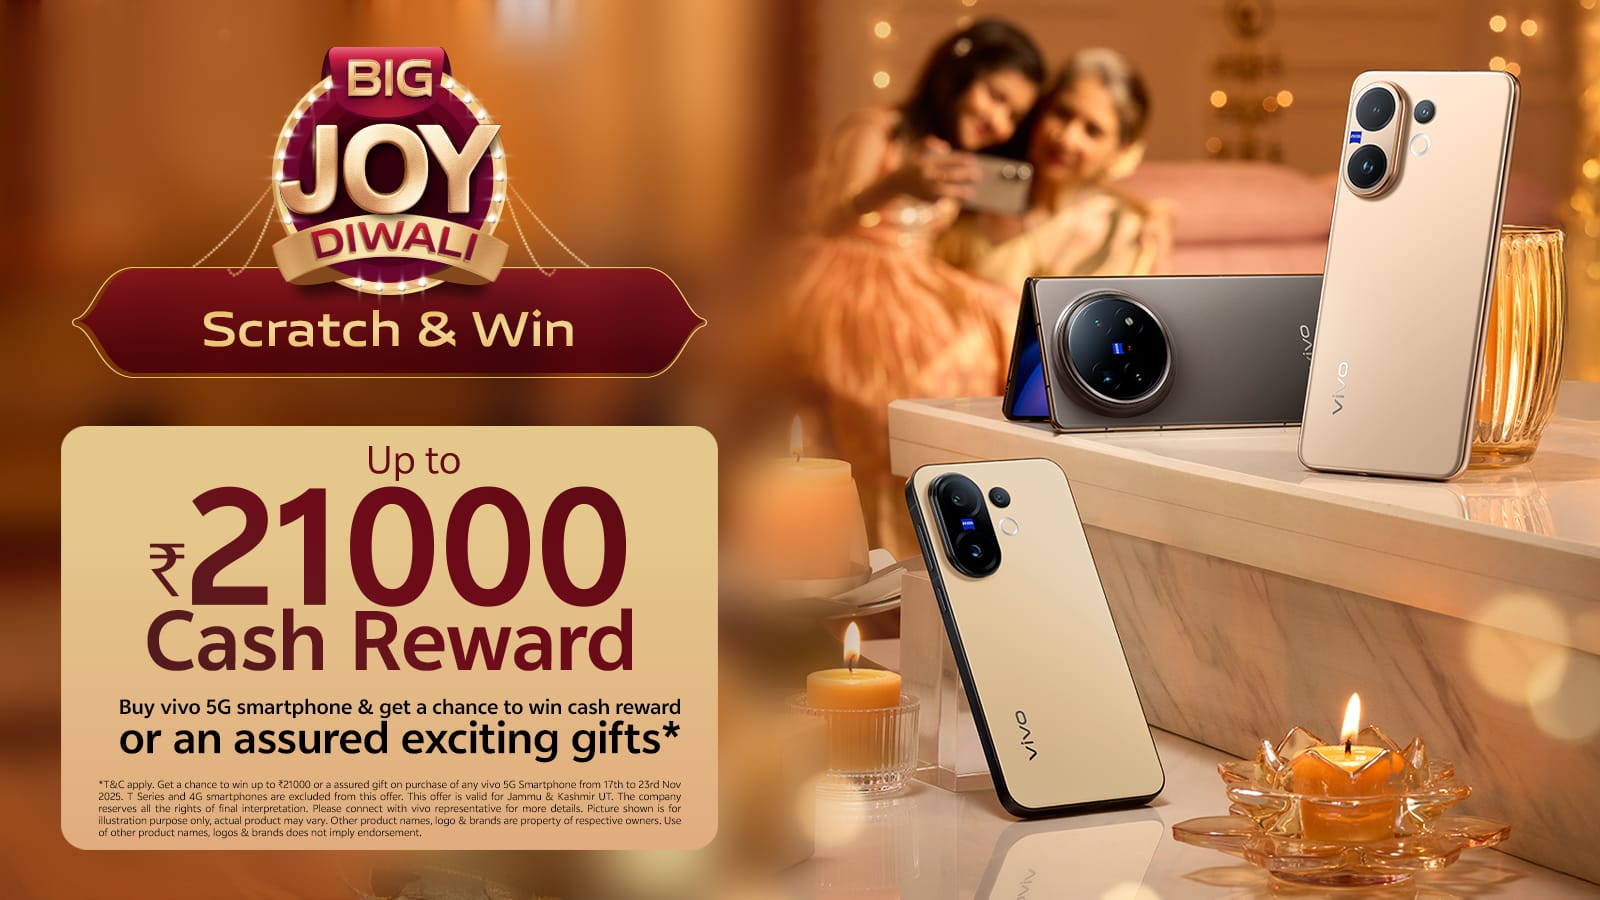 BIG
JOY
DIWALI
Scratch & Win
Up to
₹21000
Cash Reward
Buy vivo 5G smartphone & get a chance to win cash reward
or an assured exciting gifts*
*T&C apply. Get a chance to win up to ₹21000 or a assured gift on purchase of any vivo 5G Smartphone from 17th to 23rd Nov
2025. T Series and 4G smartphones are excluded from this offer. This offer is valid for Jammu & Kashmir UT. The company
reserves all the rights of final interpretation. Please connect with vivo representative for more details. Picture shown is for
illustration purpose only, actual product may vary. Other product names, logo & brands are property of respective owners. Use
of other product names, logos & brands does not imply endorsement.
ZEISS
vivo
vivo
ZEISS
vivo